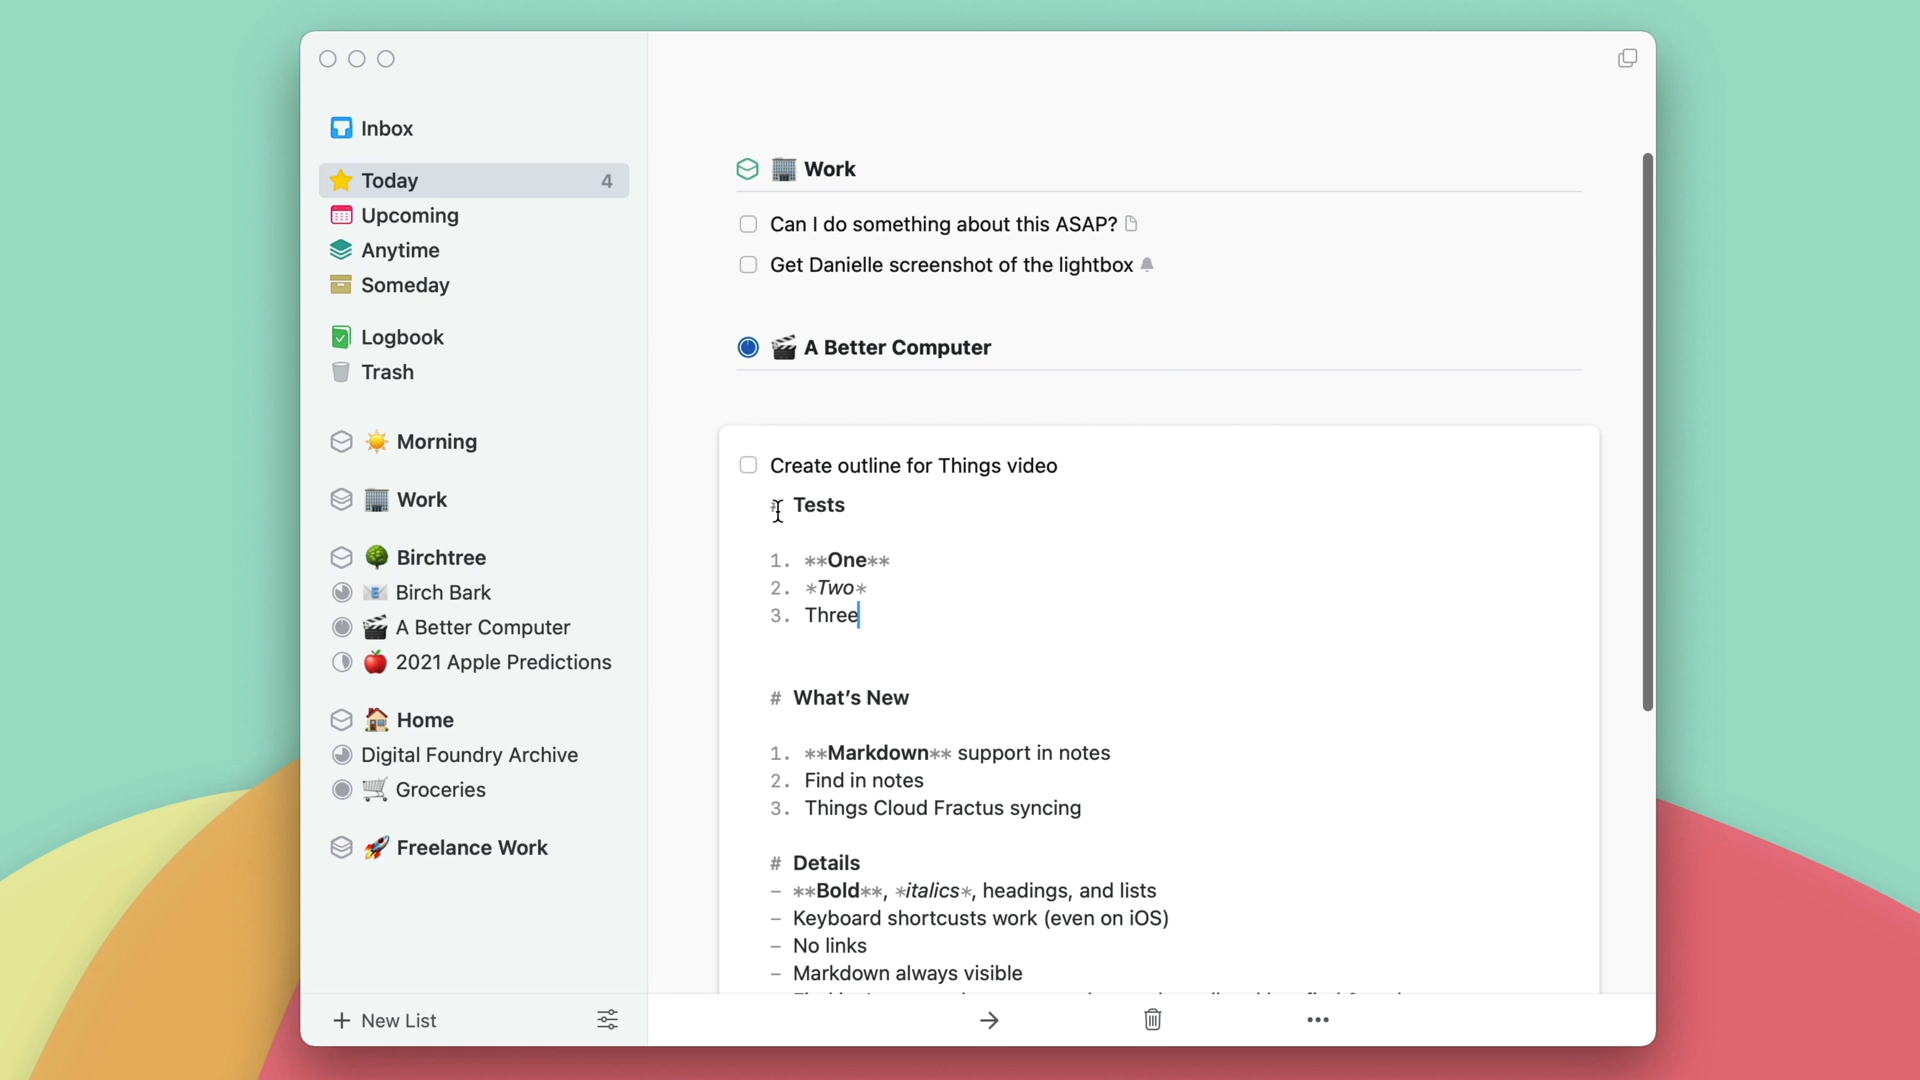 Inbox
Today 4
Upcoming
Anytime
Someday
Logbook
Trash
Morning
Work
Birchtree
Birch Bark
A Better Computer
2021 Apple Predictions
Home
Digital Foundry Archive
Groceries
Freelance Work
+ New List
Work
Can I do something about this ASAP?
Get Danielle screenshot of the lightbox
A Better Computer
Create outline for Things video
# Tests
1. **One**
2. *Two*
3. Three
# What’s New
1. **Markdown** support in notes
2. Find in notes
3. Things Cloud Fractus syncing
# Details
– **Bold**, *italics*, headings, and lists
– Keyboard shortcusts work (even on iOS)
– No links
– Markdown always visible